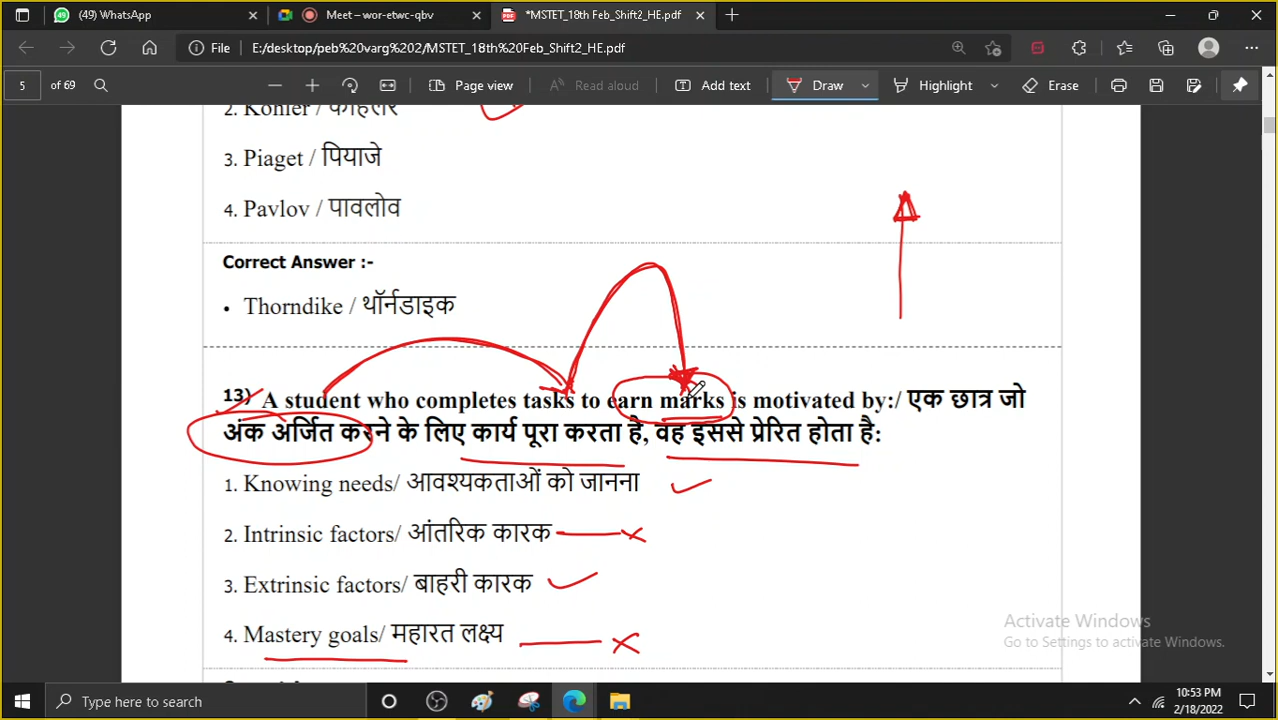 (49) WhatsApp
Meet – wor-etwc-qbv
*MSTET_18th Feb_Shift2_HE.pdf
File
E:/desktop/peb%20varg%202/MSTET_18th%20Feb_Shift2_HE.pdf
5 of 69
Page view
Read aloud
Add text
Draw
Highlight
Erase
2. Kohler / कोहलर
3. Piaget / पियाजे
4. Pavlov / पावलोव
Correct Answer :-
• Thorndike / थॉर्नडाइक
13) A student who completes tasks to earn marks is motivated by:/ एक छात्र जो
अंक अर्जित करने के लिए कार्य पूरा करता है, वह इससे प्रेरित होता है:
1. Knowing needs/ आवश्यकताओं को जानना
2. Intrinsic factors/ आंतरिक कारक
3. Extrinsic factors/ बाहरी कारक
4. Mastery goals/ महारत लक्ष्य
Activate Windows
Go to Settings to activate Windows.
Type here to search
10:53 PM
2/18/2022